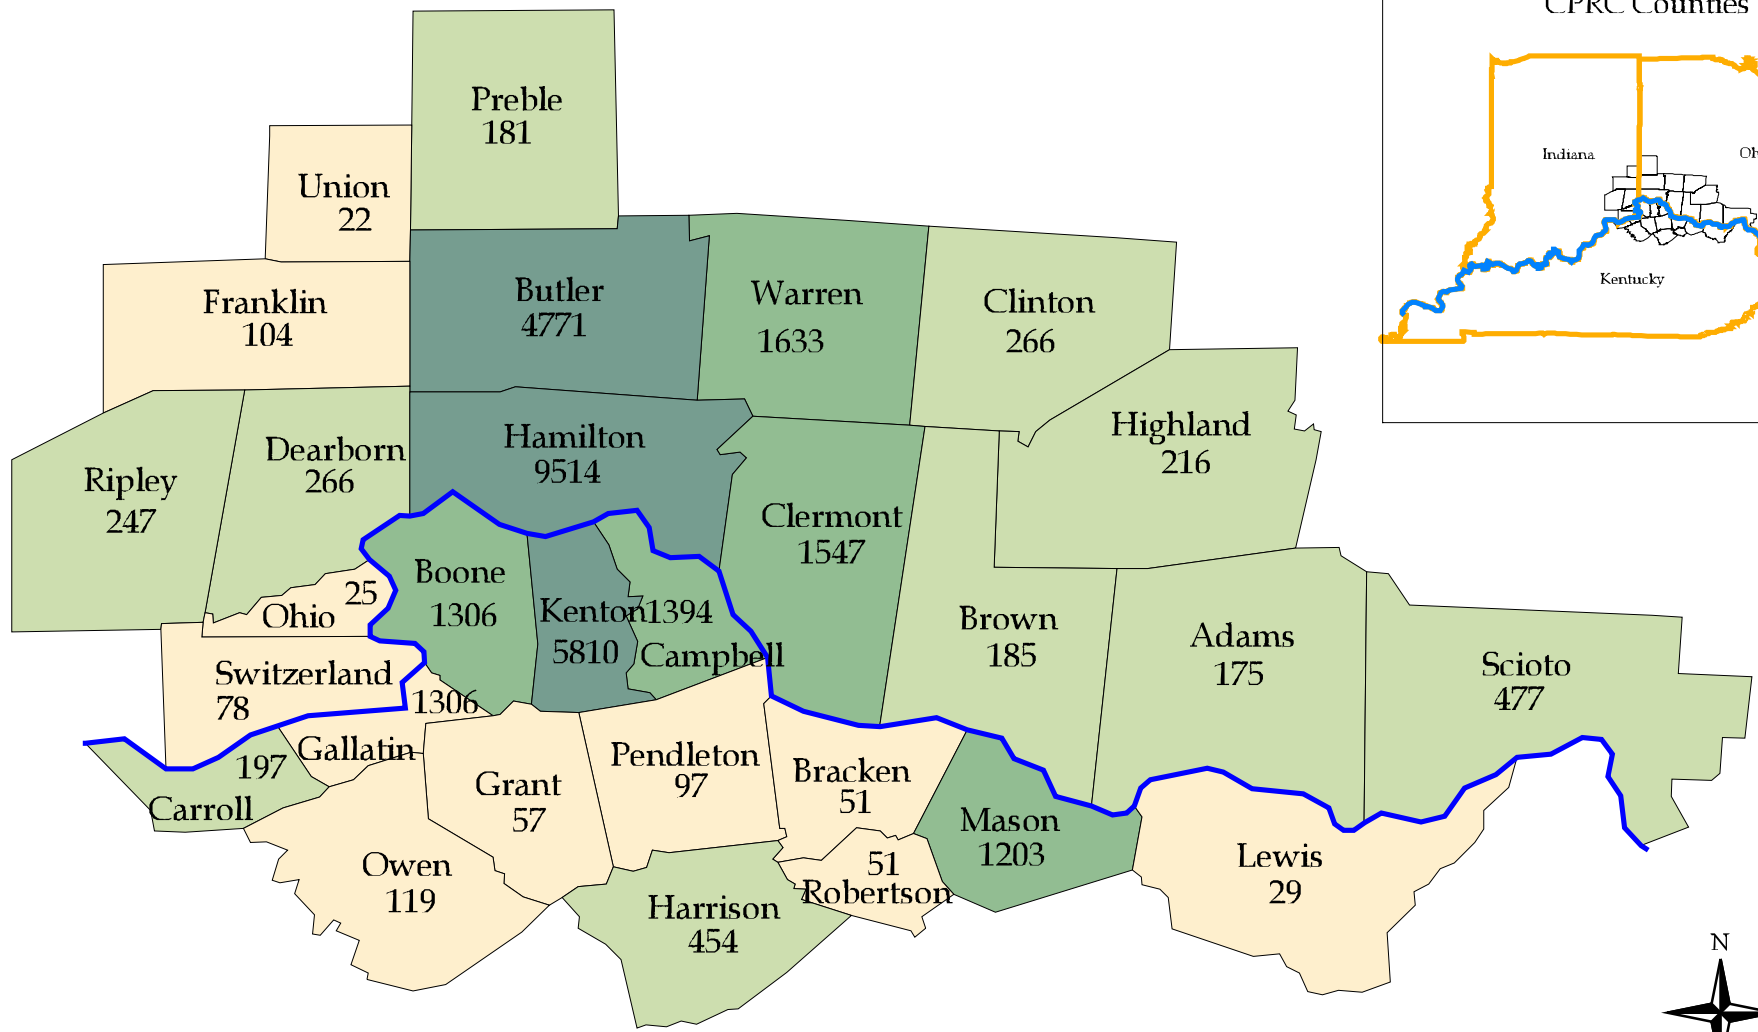 CPRC Counties
Indiana
Oh
Kentucky
Preble
181
Union
22
Franklin
104
Butler
4771
Warren
1633
Clinton
266
Highland
216
Hamilton
9514
Dearborn
266
Ripley
247
Clermont
1547
Boone
1306
25
Ohio
Kenton
5810
1394
Campbell
Brown
185
Adams
175
Scioto
477
Switzerland
78
1306
Gallatin
197
Carroll
Grant
57
Pendleton
97
Bracken
51
Mason
1203
Lewis
29
Owen
119
51
Robertson
Harrison
454
N